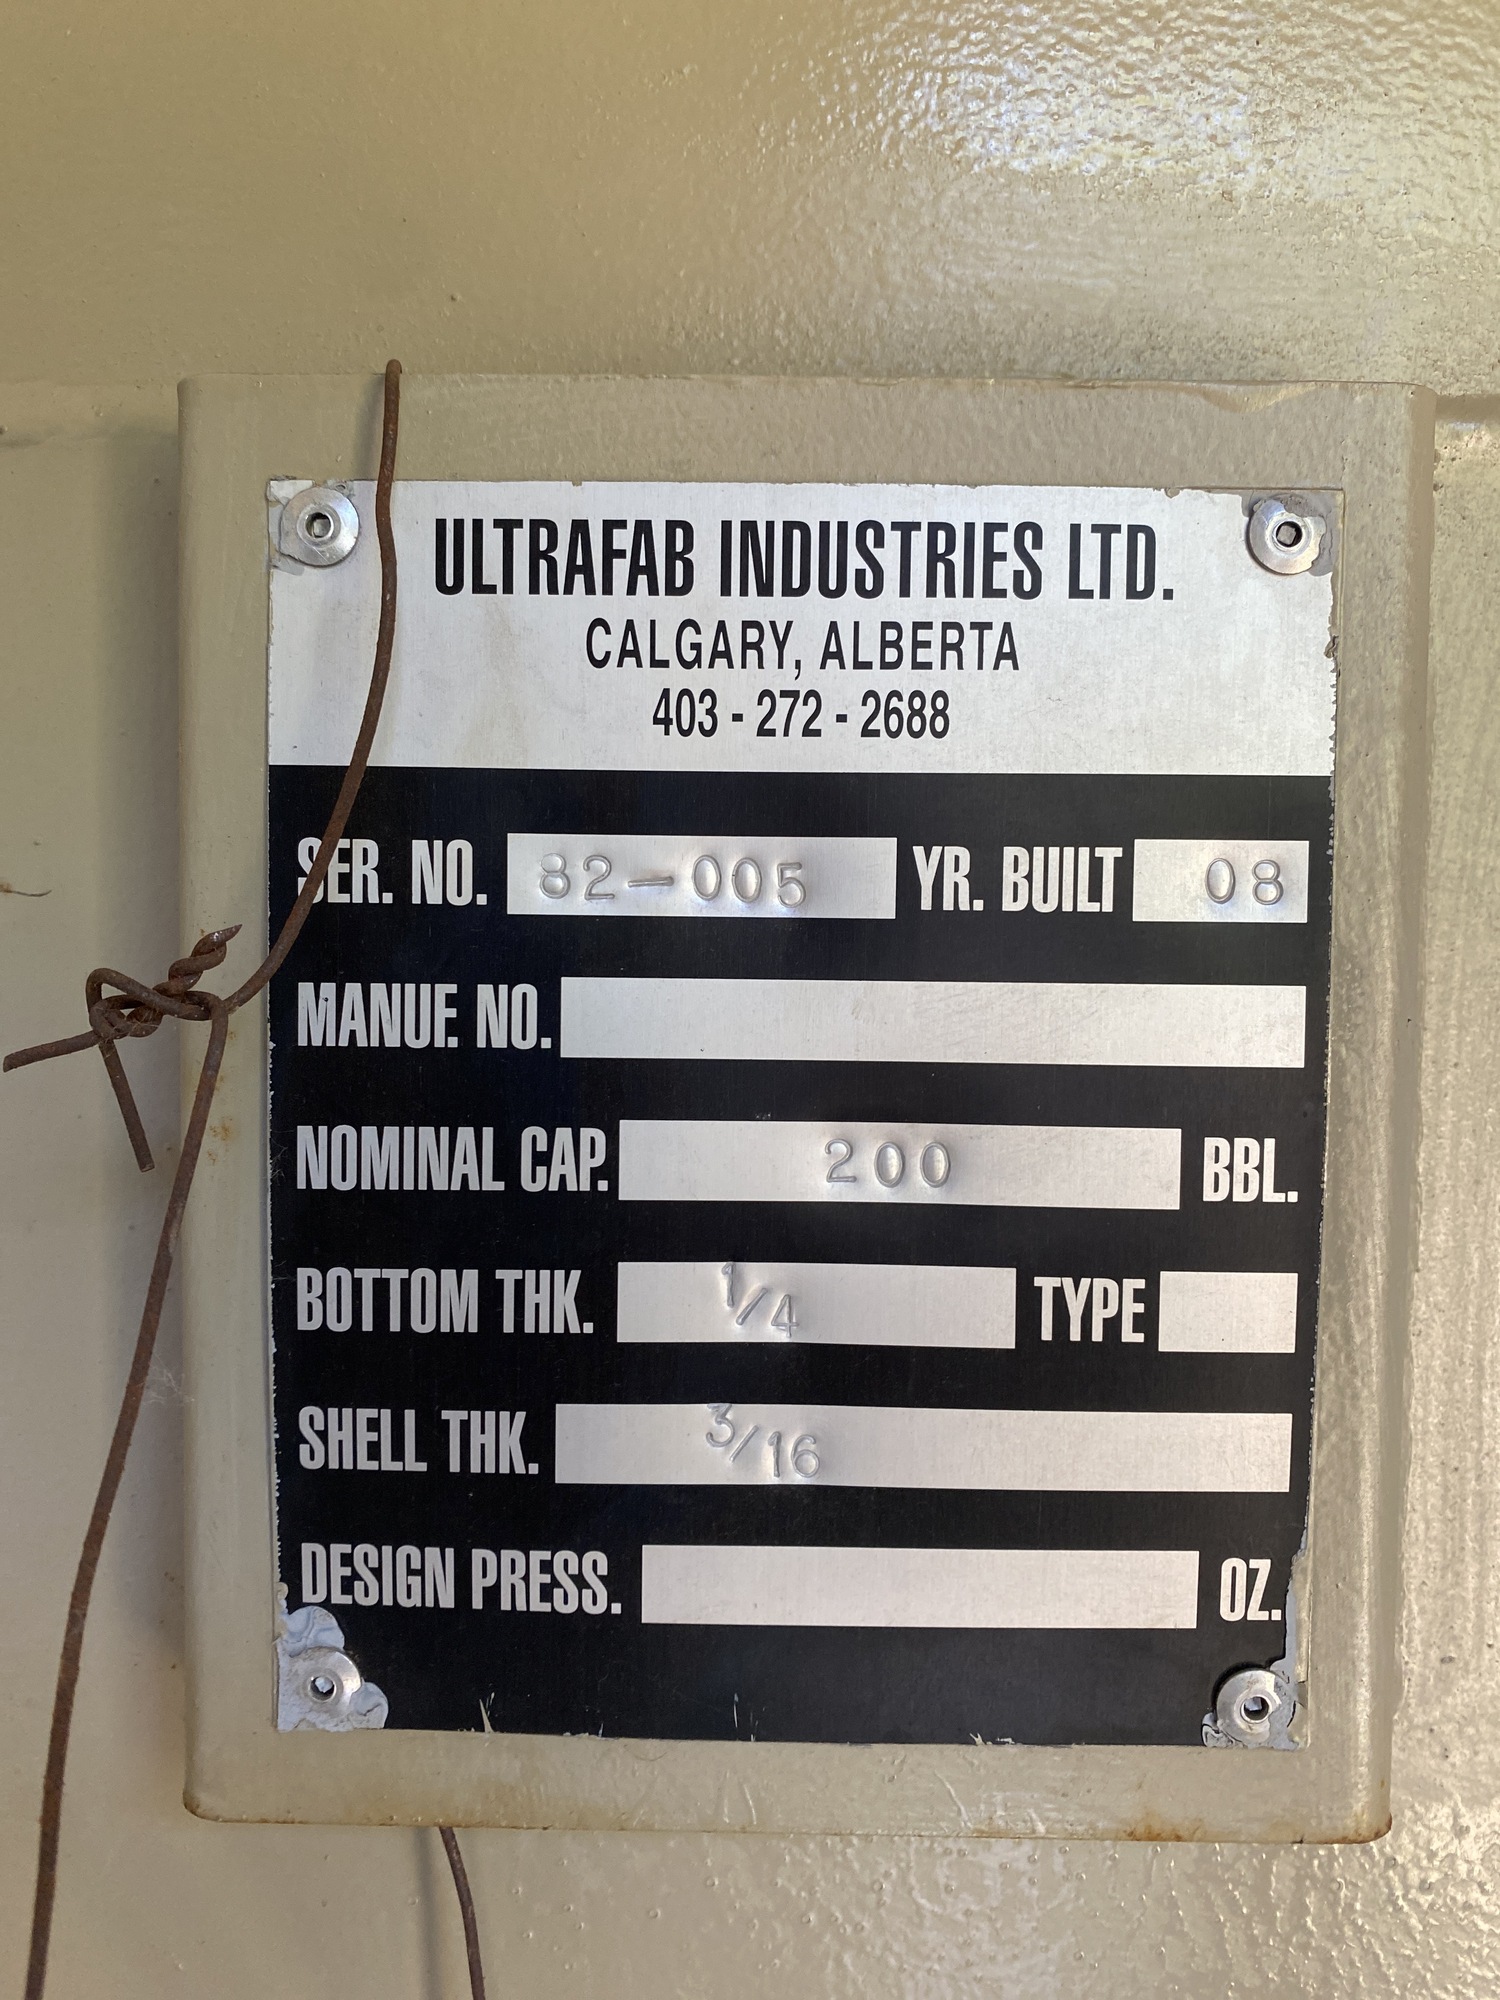 ULTRAFAB INDUSTRIES LTD.
CALGARY, ALBERTA
403 - 272 - 2688
SER. NO. 82-005 YR. BUILT 08
MANUF. NO.
NOMINAL CAP. 200 BBL.
BOTTOM THK. 1/4 TYPE
SHELL THK. 3/16
DESIGN PRESS. OZ.